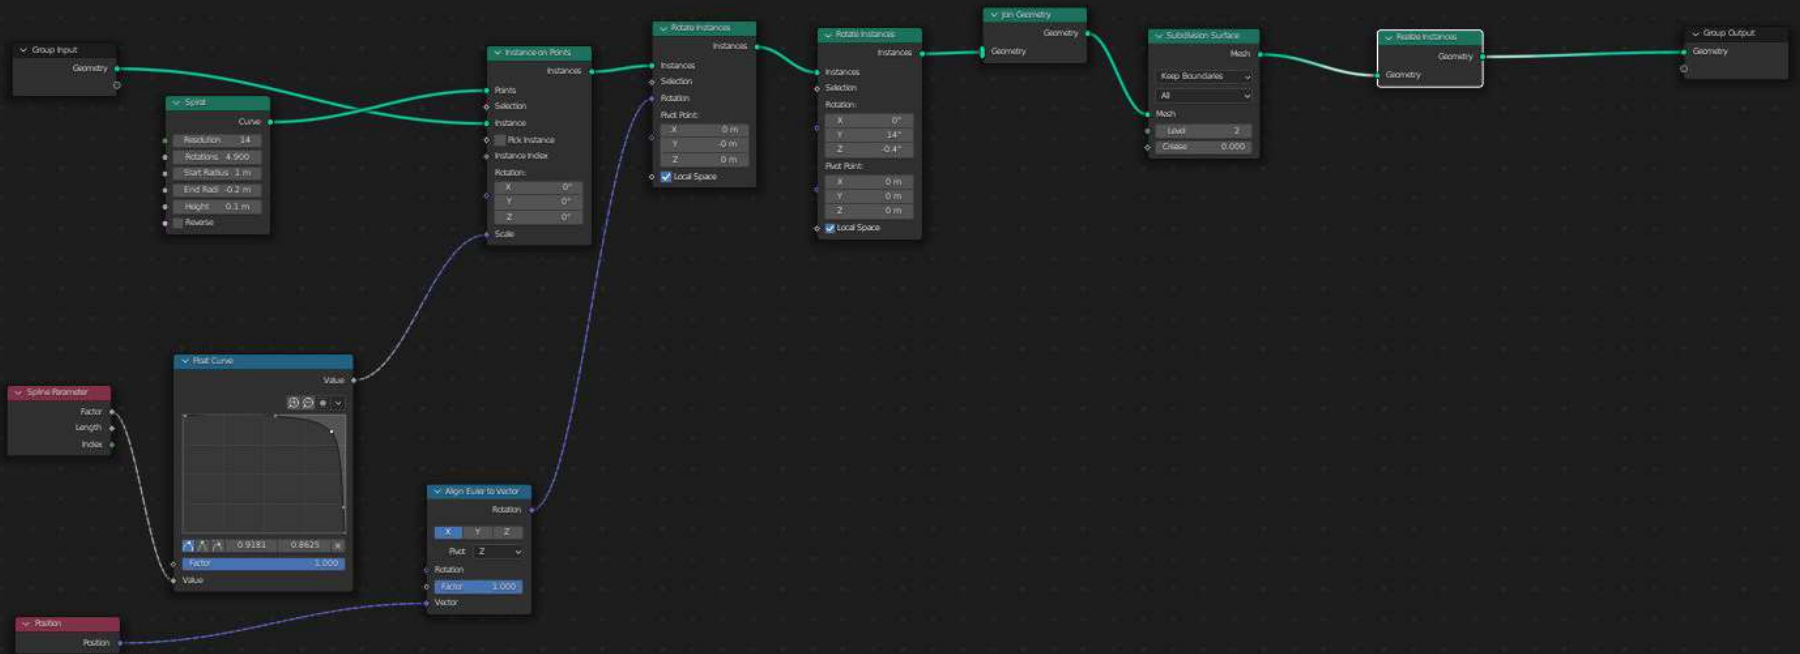 Group Input
Geometry
Spiral
Curve
Resolution 14
Rotations 4.900
Start Radius 1 m
End Radi -0.2 m
Height 0.1 m
Reverse
Instance on Points
Instances
Points
Selection
Instance
Pick Instance
Instance Index
Rotation:
X 0°
Y 0°
Z 0°
Scale
Rotate Instances
Instances
Instances
Selection
Rotation
Pivot Point:
X 0 m
Y -0 m
Z 0 m
Local Space
Rotate Instances
Instances
Instances
Selection
Rotation:
X 0°
Y 14°
Z -0.4°
Pivot Point:
X 0 m
Y 0 m
Z 0 m
Local Space
Join Geometry
Geometry
Geometry
Subdivision Surface
Mesh
Keep Boundaries
All
Mesh
Level 2
Crease 0.000
Realize Instances
Geometry
Geometry
Group Output
Geometry
Spline Parameter
Factor
Length
Index
Float Curve
Value
0.9181 0.8625
Factor 1.000
Value
Align Euler to Vector
Rotation
X Y Z
Pivot Z
Rotation
Factor 1.000
Vector
Position
Position